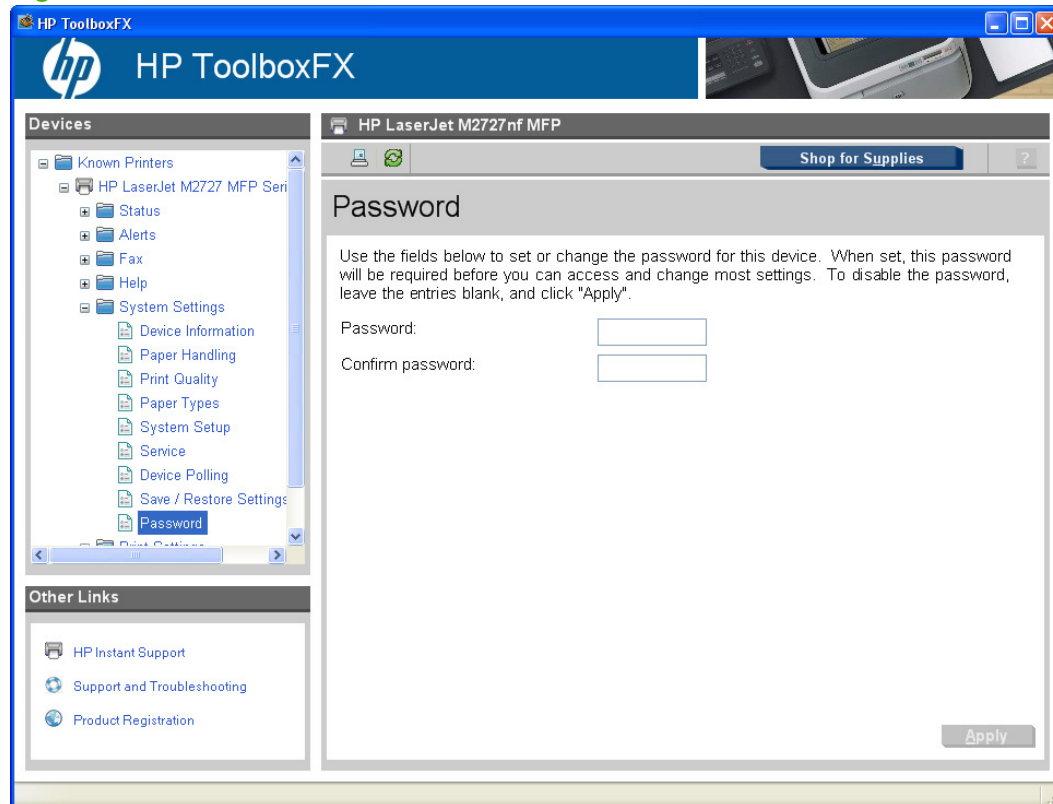 HP ToolboxFX
hp
HP ToolboxFX
Devices
Known Printers
HP LaserJet M2727 MFP Seri
Status
Alerts
Fax
Help
System Settings
Device Information
Paper Handling
Print Quality
Paper Types
System Setup
Service
Device Polling
Save / Restore Settings
Password
Print Settings
Other Links
HP Instant Support
Support and Troubleshooting
Product Registration
HP LaserJet M2727nf MFP
Shop for Supplies
?
Password
Use the fields below to set or change the password for this device. When set, this password
will be required before you can access and change most settings. To disable the password,
leave the entries blank, and click "Apply".
Password:
Confirm password:
Apply